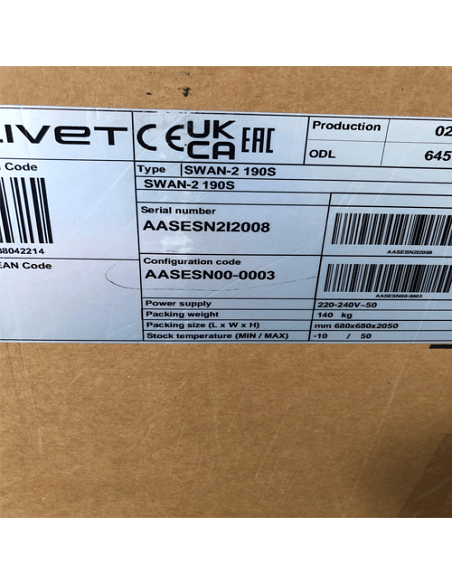 LIVET CE UK CA EAC
Production 02
ODL 645
Code
Type SWAN-2 190S
SWAN-2 190S
Serial number
AASESN2I2008
AASESN2I2008
8042214
EAN Code
Configuration code
AASESN00-0003
AASESN00-0003
Power supply 220-240V~50
Packing weight 140 kg
Packing size (L x W x H) mm 680x680x2050
Stock temperature (MIN / MAX) -10 / 50